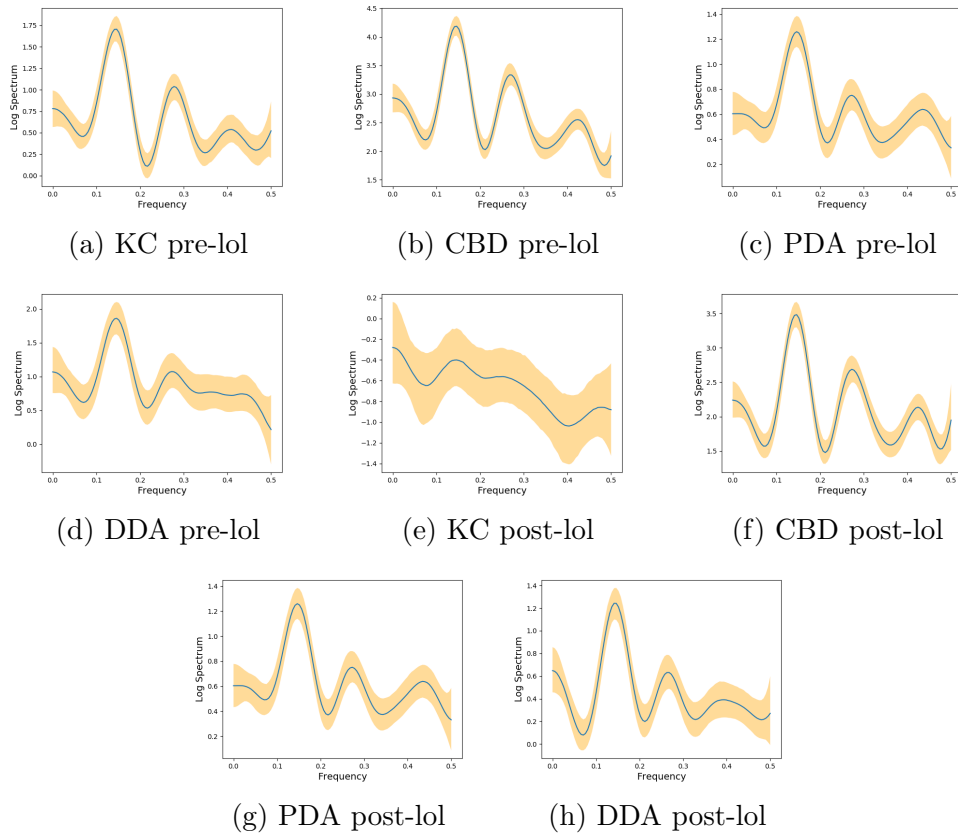 1.75
1.50
1.25
1.00
0.75
0.50
0.25
0.00
Log Spectrum
0.0 0.1 0.2 0.3 0.4 0.5
Frequency
(a) KC pre-lol
4.5
4.0
3.5
3.0
2.5
2.0
1.5
Log Spectrum
0.0 0.1 0.2 0.3 0.4 0.5
Frequency
(b) CBD pre-lol
1.4
1.2
1.0
0.8
0.6
0.4
0.2
Log Spectrum
0.0 0.1 0.2 0.3 0.4 0.5
Frequency
(c) PDA pre-lol
2.0
1.5
1.0
0.5
0.0
Log Spectrum
0.0 0.1 0.2 0.3 0.4 0.5
Frequency
(d) DDA pre-lol
0.2
0.0
−0.2
−0.4
−0.6
−0.8
−1.0
−1.2
−1.4
Log Spectrum
0.0 0.1 0.2 0.3 0.4 0.5
Frequency
(e) KC post-lol
3.5
3.0
2.5
2.0
1.5
Log Spectrum
0.0 0.1 0.2 0.3 0.4 0.5
Frequency
(f) CBD post-lol
1.4
1.2
1.0
0.8
0.6
0.4
0.2
Log Spectrum
0.0 0.1 0.2 0.3 0.4 0.5
Frequency
(g) PDA post-lol
1.4
1.2
1.0
0.8
0.6
0.4
0.2
0.0
Log Spectrum
0.0 0.1 0.2 0.3 0.4 0.5
Frequency
(h) DDA post-lol